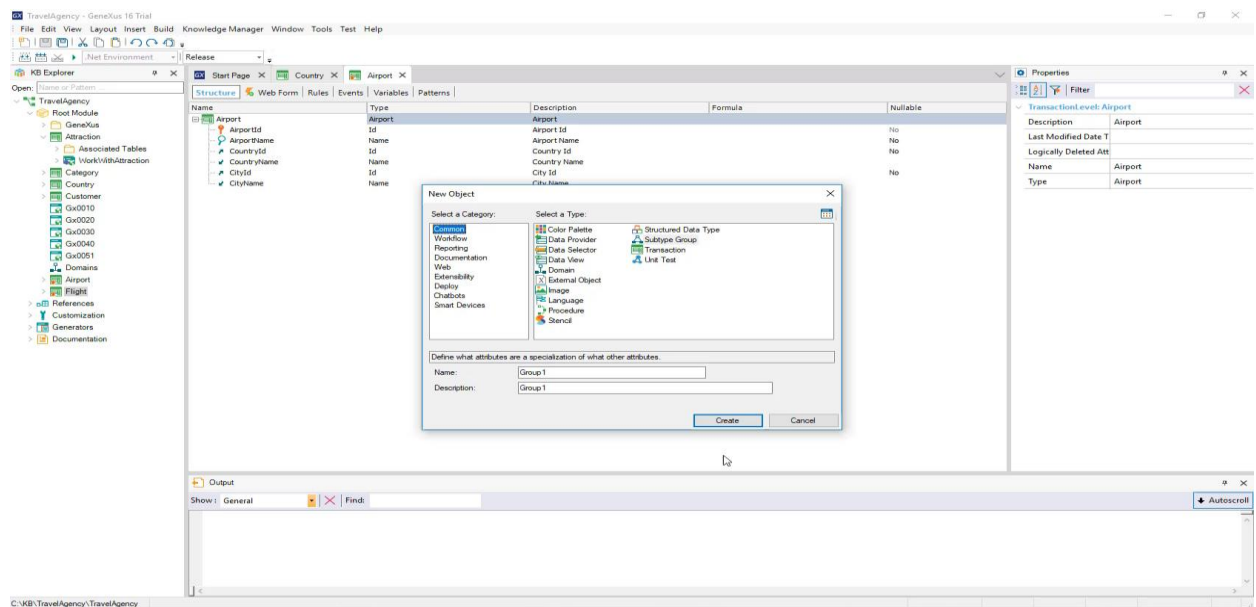 TravelAgency - GeneXus 16 Trial
File Edit View Layout Insert Build Knowledge Manager Window Tools Test Help
.Net Environment Release
KB Explorer
Open: Name or Pattern...
TravelAgency
Root Module
GeneXus
Attraction
Associated Tables
WorkWithAttraction
Category
Country
Customer
Gx0010
Gx0020
Gx0030
Gx0040
Gx0051
Domains
Airport
Flight
References
Customization
Generators
Documentation
Start Page Country Airport
Structure Web Form Rules Events Variables Patterns
Name Type Description Formula Nullable
Airport Airport Airport
AirportId Id Airport Id No
AirportName Name Airport Name No
CountryId Id Country Id No
CountryName Name Country Name
CityId Id City Id No
CityName Name City Name
New Object
Select a Category: Select a Type:
Common
Workflow
Reporting
Documentation
Web
Extensibility
Deploy
Chatbots
Smart Devices
Color Palette
Data Provider
Data Selector
Data View
Domain
External Object
Image
Language
Procedure
Stencil
Structured Data Type
Subtype Group
Transaction
Unit Test
Define what attributes are a specialization of what other attributes.
Name: Group1
Description: Group1
Create Cancel
Properties
Filter
TransactionLevel: Airport
Description Airport
Last Modified Date T
Logically Deleted Att
Name Airport
Type Airport
Output
Show: General Find: Autoscroll
C:\KB\TravelAgency\TravelAgency